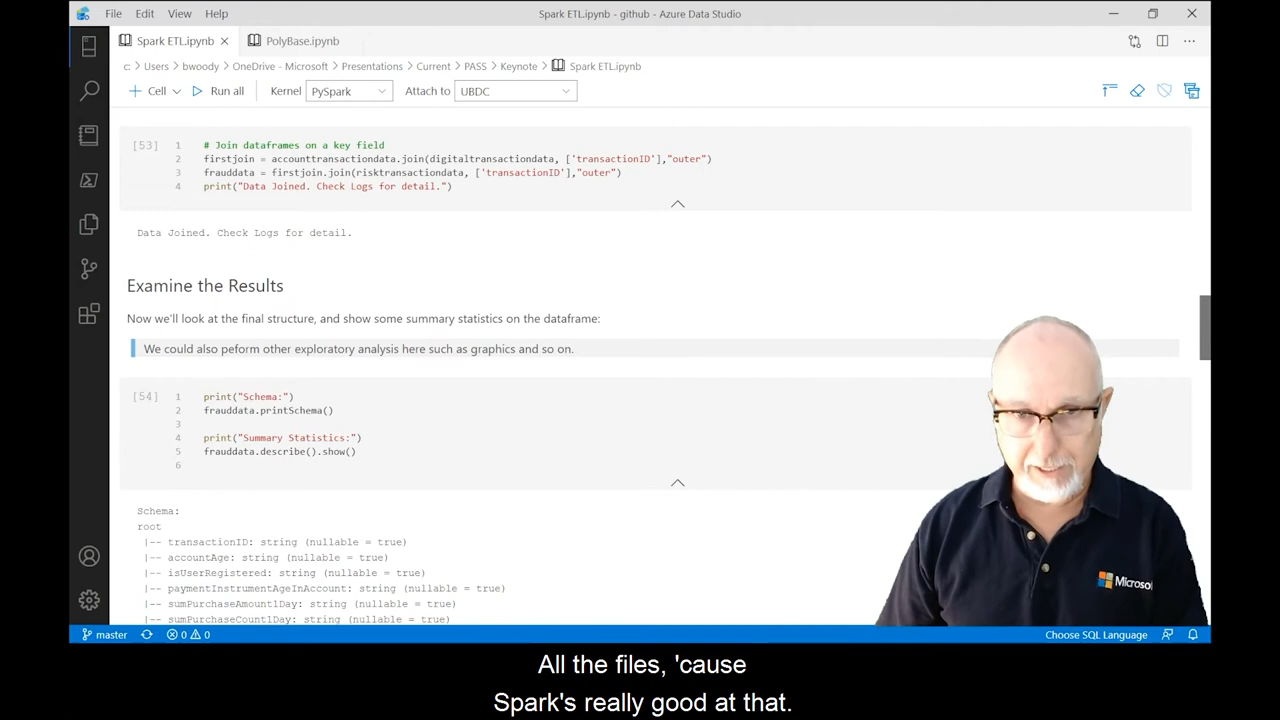 File Edit View Help
Spark ETL.ipynb - github - Azure Data Studio
Spark ETL.ipynb
PolyBase.ipynb
c: Users bwoody OneDrive - Microsoft Presentations Current PASS Keynote Spark ETL.ipynb
Cell Run all Kernel PySpark Attach to UBDC
[53] 1 # Join dataframes on a key field
2 firstjoin = accounttransactiondata.join(digitaltransactiondata, ['transactionID'],"outer")
3 frauddata = firstjoin.join(risktransactiondata, ['transactionID'],"outer")
4 print("Data Joined. Check Logs for detail.")
Data Joined. Check Logs for detail.
Examine the Results
Now we'll look at the final structure, and show some summary statistics on the dataframe:
We could also peform other exploratory analysis here such as graphics and so on.
[54] 1 print("Schema:")
2 frauddata.printSchema()
3
4 print("Summary Statistics:")
5 frauddata.describe().show()
6
Schema:
root
|-- transactionID: string (nullable = true)
|-- accountAge: string (nullable = true)
|-- isUserRegistered: string (nullable = true)
|-- paymentInstrumentAgeInAccount: string (nullable = true)
|-- sumPurchaseAmount1Day: string (nullable = true)
|-- sumPurchaseCount1Day: string (nullable = true)
Microsoft
master 0 0 Choose SQL Language
All the files, 'cause
Spark's really good at that.